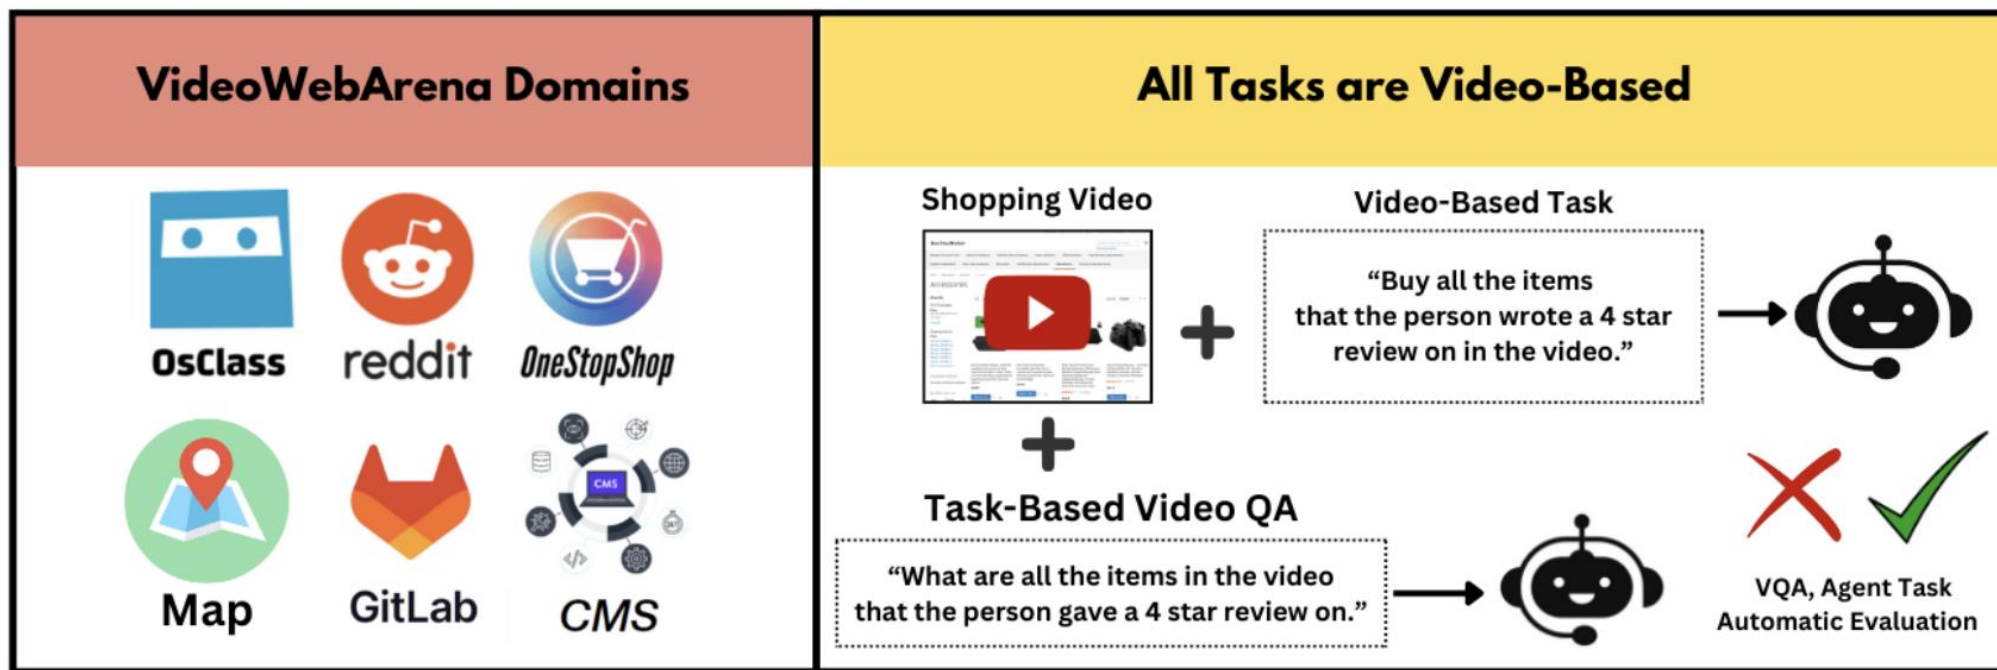 VideoWebArena Domains
All Tasks are Video-Based
OsClass
reddit
OneStopShop
Map
GitLab
CMS
CMS
Shopping Video
Video-Based Task
“Buy all the items
that the person wrote a 4 star
review on in the video.”
Task-Based Video QA
“What are all the items in the video
that the person gave a 4 star review on.”
VQA, Agent Task
Automatic Evaluation